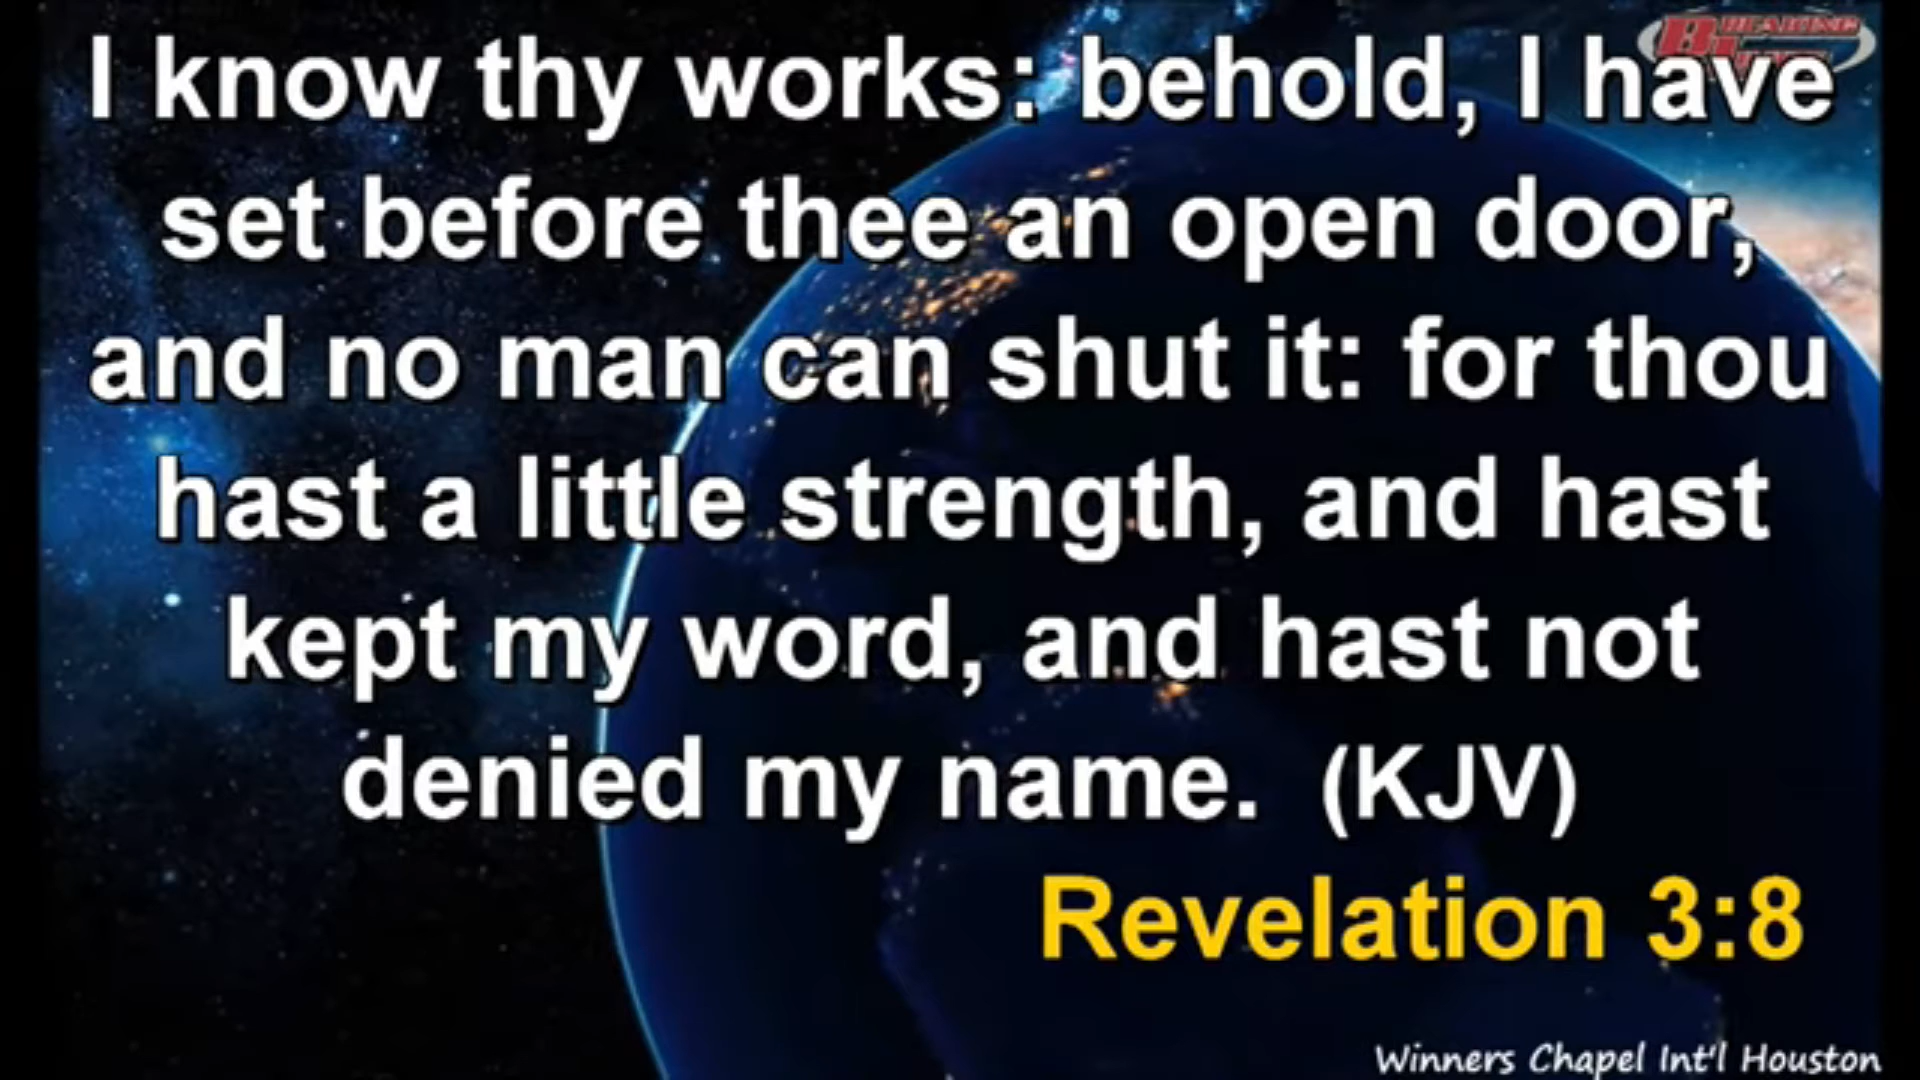 BREAKING
I know thy works: behold, I have
set before thee an open door,
and no man can shut it: for thou
hast a little strength, and hast
kept my word, and hast not
denied my name. (KJV)
Revelation 3:8
Winners Chapel Int'l Houston